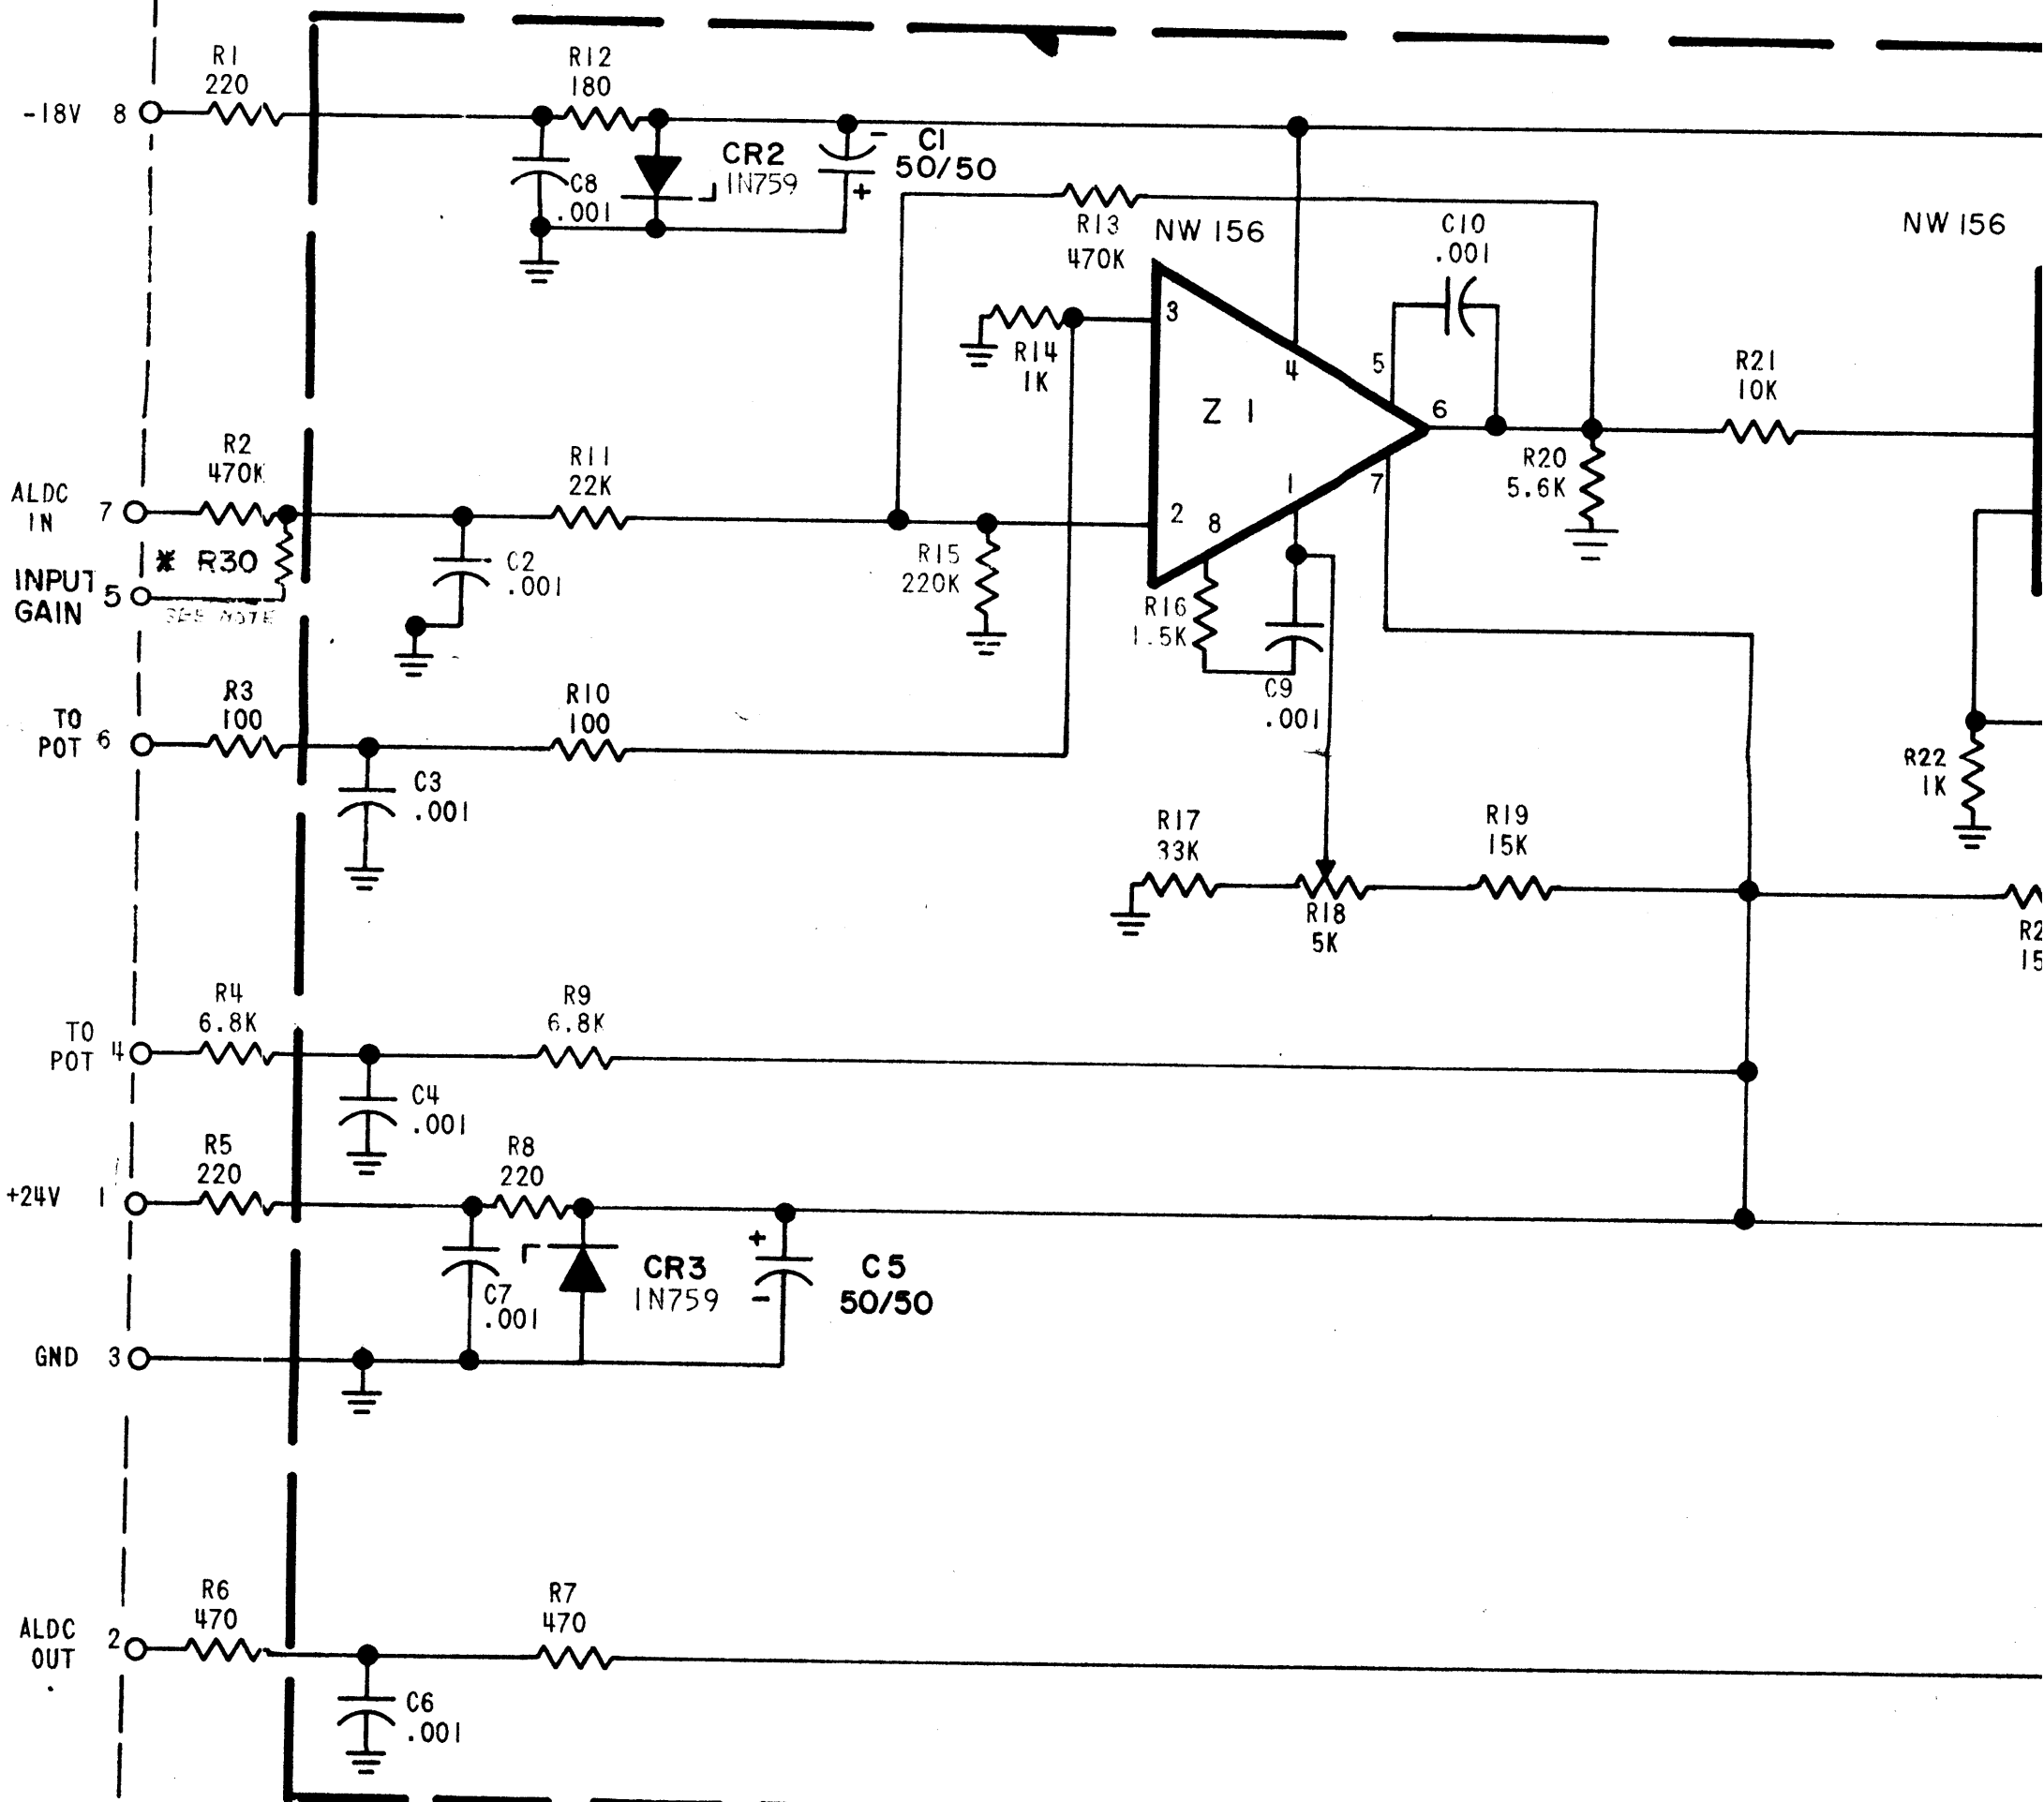 R1
220
-18V 8
R12
180
C8
.001
CR2
1N759
- C1
50/50
+
R13
470K
NW 156
C10
.001
NW 156
R14
1K
3
4
5
6
Z 1
2
8
1
7
R21
10K
R20
5.6K
R2
470K
ALDC
IN
7
* R30
INPUT
GAIN
5
SEE NOTE
R11
22K
C2
.001
R15
220K
R16
1.5K
C9
.001
R3
100
TO
POT
6
R10
100
C3
.001
R22
1K
R17
33K
R18
5K
R19
15K
R2
15
R4
6.8K
TO
POT
4
R9
6.8K
C4
.001
R5
220
+24V 1
R8
220
C7
.001
CR3
1N759
+
-
C5
50/50
GND 3
R6
470
ALDC
OUT
2
R7
470
C6
.001